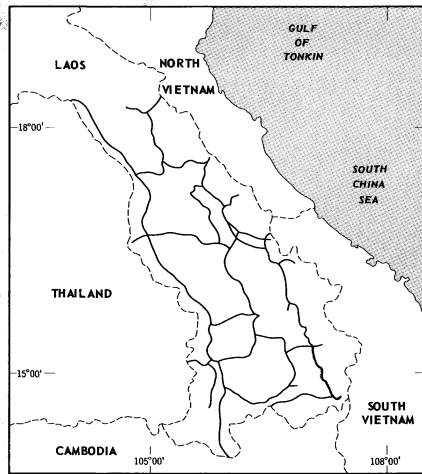 GULF
OF
TONKIN
LAOS
NORTH
VIETNAM
18°00'
SOUTH
CHINA
SEA
THAILAND
15°00'
SOUTH
VIETNAM
CAMBODIA
105°00'
108°00'